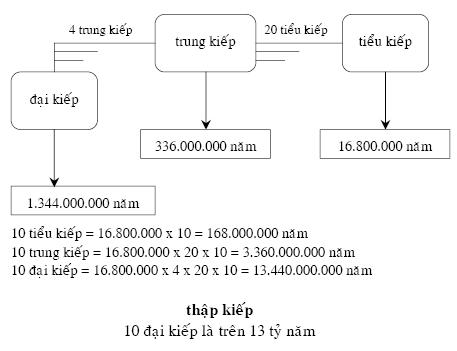 4 trung kiếp
trung kiếp
20 tiểu kiếp
tiểu kiếp
đại kiếp
336.000.000 năm
16.800.000 năm
1.344.000.000 năm
10 tiểu kiếp = 16.800.000 x 10 = 168.000.000 năm
10 trung kiếp = 16.800.000 x 20 x 10 = 3.360.000.000 năm
10 đại kiếp = 16.800.000 x 4 x 20 x 10 = 13.440.000.000 năm
thập kiếp
10 đại kiếp là trên 13 tỷ năm